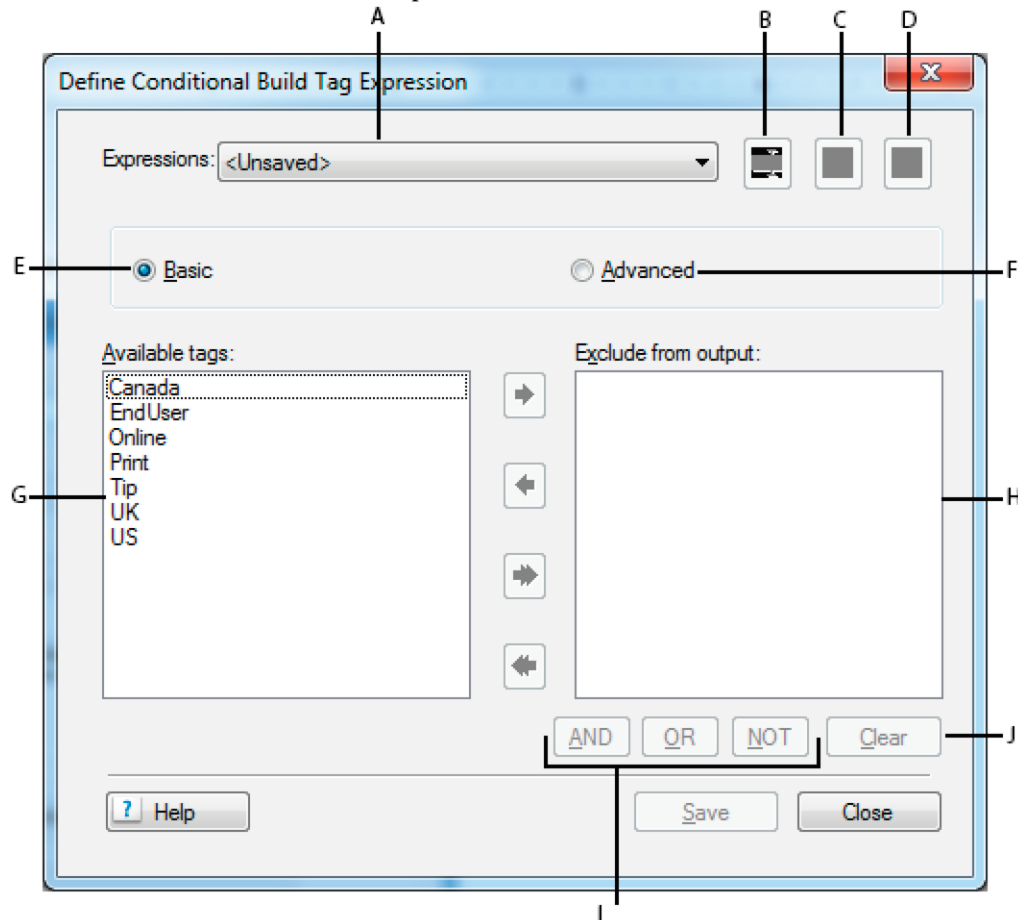 A B C D
Define Conditional Build Tag Expression
Expressions: <Unsaved>
E Basic Advanced F
Available tags: Exclude from output:
Canada
EndUser
Online
Print
Tip
UK
US
G H
AND OR NOT Clear J
? Help Save Close
I